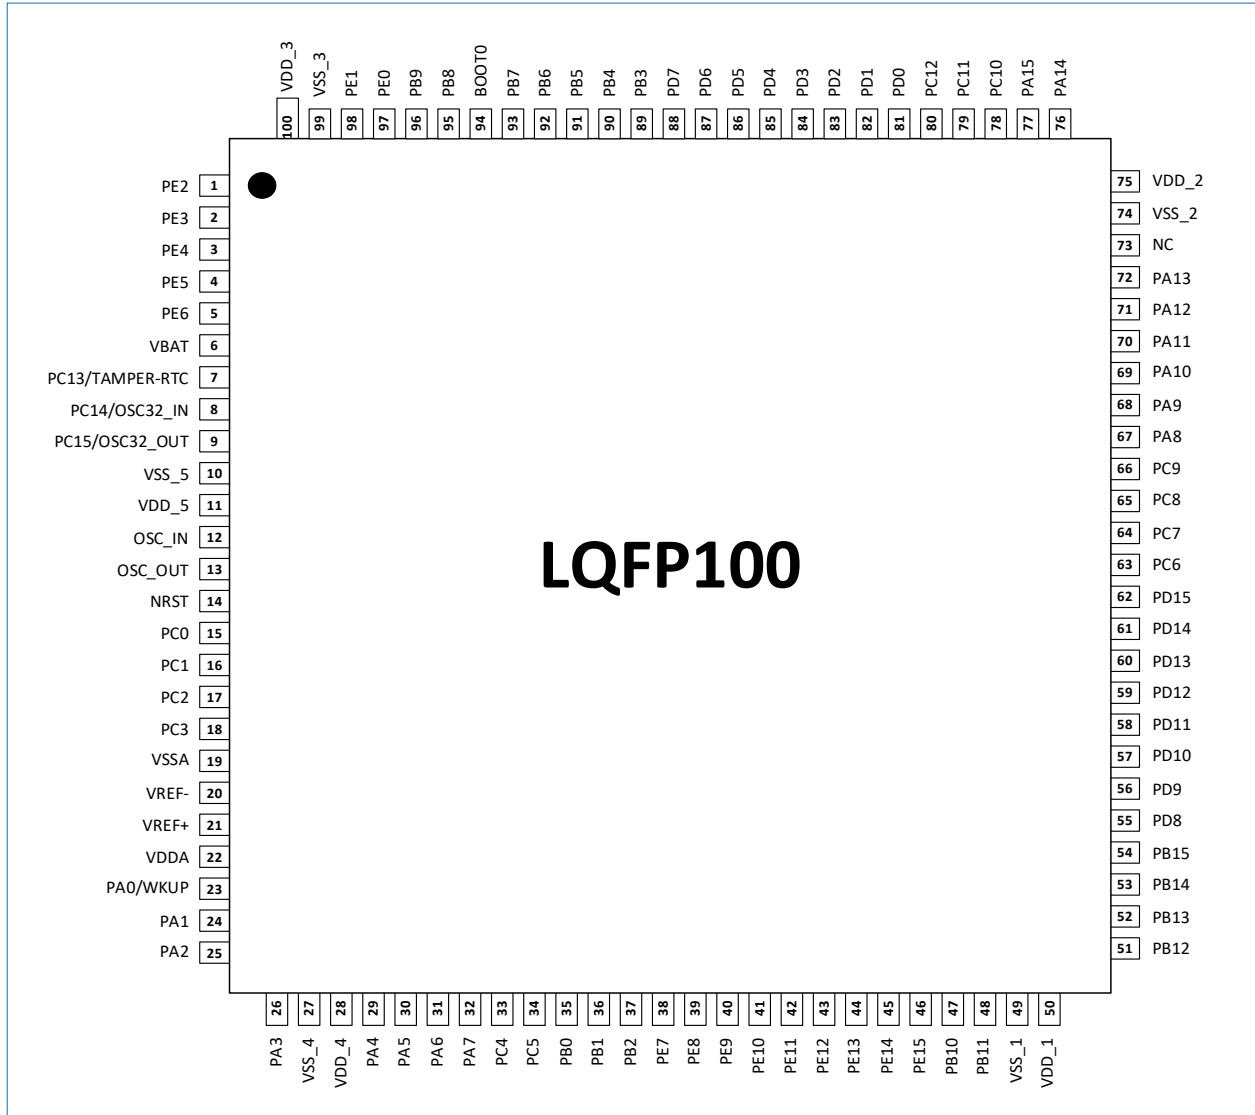 VDD_3
VSS_3
PE1
PE0
PB9
PB8
BOOT0
PB7
PB6
PB5
PB4
PB3
PD7
PD6
PD5
PD4
PD3
PD2
PD1
PD0
PC12
PC11
PC10
PA15
PA14
100 99 98 97 96 95 94 93 92 91 90 89 88 87 86 85 84 83 82 81 80 79 78 77 76
PE2 1
PE3 2
PE4 3
PE5 4
PE6 5
VBAT 6
PC13/TAMPER-RTC 7
PC14/OSC32_IN 8
PC15/OSC32_OUT 9
VSS_5 10
VDD_5 11
OSC_IN 12
OSC_OUT 13
NRST 14
PC0 15
PC1 16
PC2 17
PC3 18
VSSA 19
VREF- 20
VREF+ 21
VDDA 22
PA0/WKUP 23
PA1 24
PA2 25
LQFP100
75 VDD_2
74 VSS_2
73 NC
72 PA13
71 PA12
70 PA11
69 PA10
68 PA9
67 PA8
66 PC9
65 PC8
64 PC7
63 PC6
62 PD15
61 PD14
60 PD13
59 PD12
58 PD11
57 PD10
56 PD9
55 PD8
54 PB15
53 PB14
52 PB13
51 PB12
26 27 28 29 30 31 32 33 34 35 36 37 38 39 40 41 42 43 44 45 46 47 48 49 50
PA3
VSS_4
VDD_4
PA4
PA5
PA6
PA7
PC4
PC5
PB0
PB1
PB2
PE7
PE8
PE9
PE10
PE11
PE12
PE13
PE14
PE15
PB10
PB11
VSS_1
VDD_1